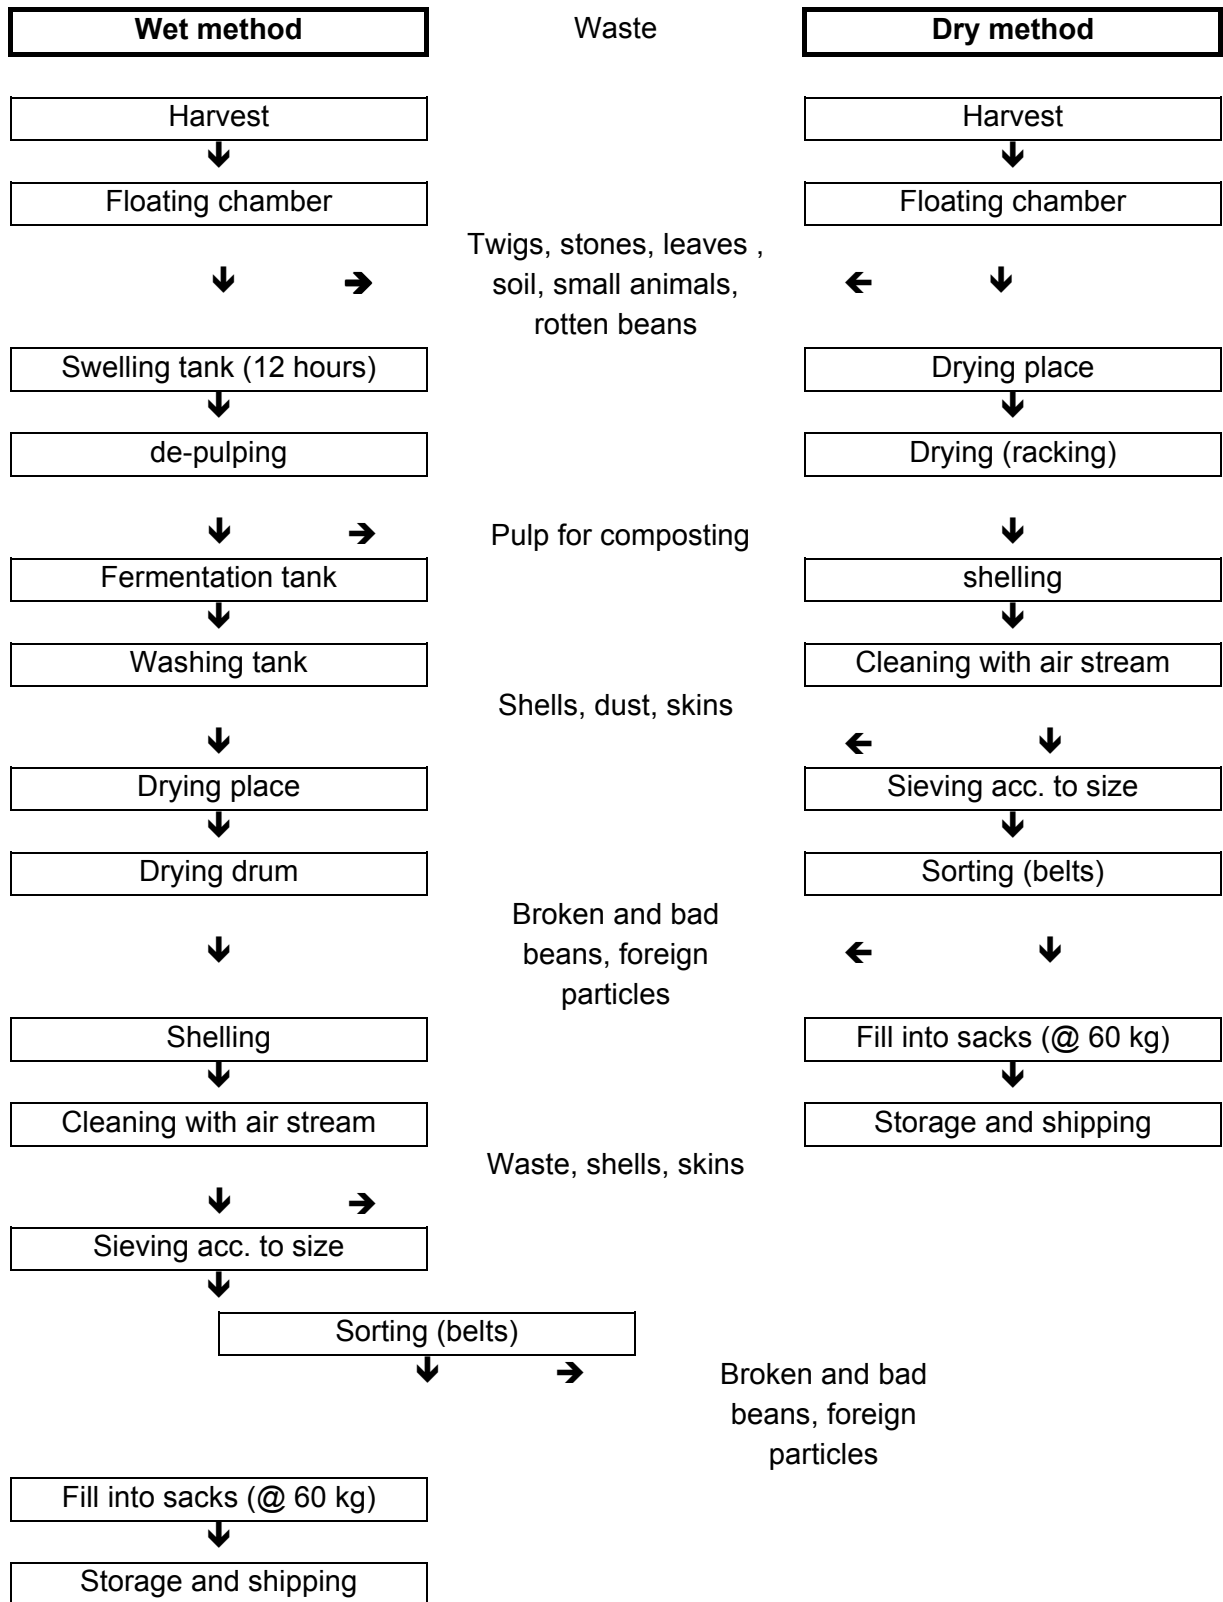 Wet method
Waste
Dry method
Harvest
Harvest
Floating chamber
Floating chamber
Twigs, stones, leaves ,
soil, small animals,
rotten beans
Swelling tank (12 hours)
Drying place
de-pulping
Drying (racking)
Pulp for composting
Fermentation tank
shelling
Washing tank
Cleaning with air stream
Shells, dust, skins
Drying place
Sieving acc. to size
Drying drum
Sorting (belts)
Broken and bad
beans, foreign
particles
Shelling
Fill into sacks (@ 60 kg)
Cleaning with air stream
Storage and shipping
Waste, shells, skins
Sieving acc. to size
Sorting (belts)
Broken and bad
beans, foreign
particles
Fill into sacks (@ 60 kg)
Storage and shipping